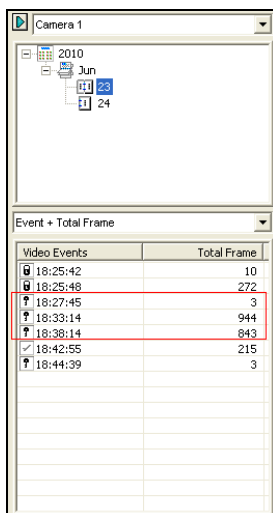 Camera 1
2010
Jun
23
24
Event + Total Frame
Video Events Total Frame
18:25:42 10
18:25:48 272
18:27:45 3
18:33:14 944
18:38:14 843
18:42:55 215
18:44:39 3